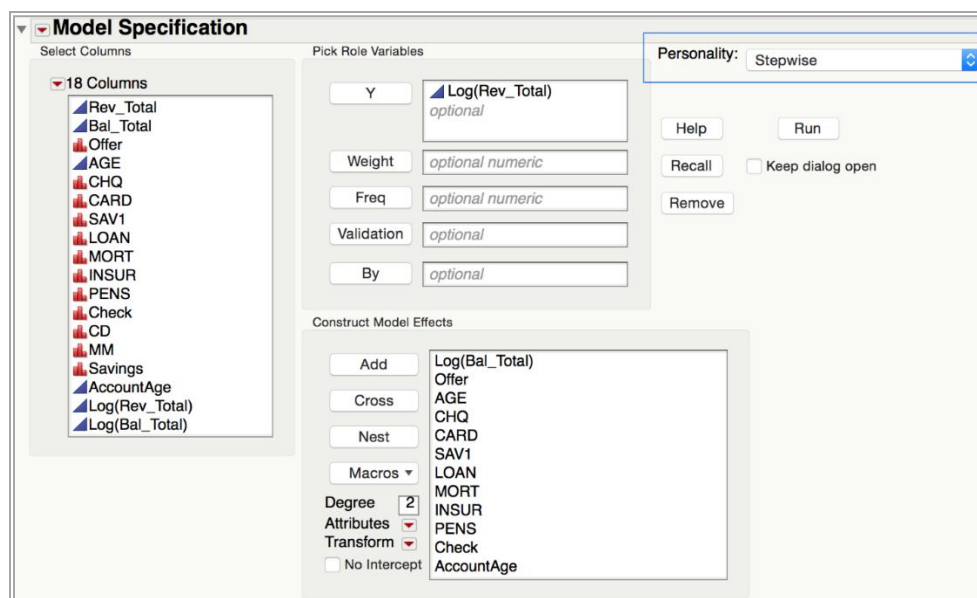 Model Specification
Select Columns
18 Columns
Rev_Total
Bal_Total
Offer
AGE
CHQ
CARD
SAV1
LOAN
MORT
INSUR
PENS
Check
CD
MM
Savings
AccountAge
Log(Rev_Total)
Log(Bal_Total)
Pick Role Variables
Y
Log(Rev_Total)
optional
Weight
optional numeric
Freq
optional numeric
Validation
optional
By
optional
Personality:
Stepwise
Help
Run
Recall
Keep dialog open
Remove
Construct Model Effects
Add
Cross
Nest
Macros
Degree 2
Attributes
Transform
No Intercept
Log(Bal_Total)
Offer
AGE
CHQ
CARD
SAV1
LOAN
MORT
INSUR
PENS
Check
AccountAge